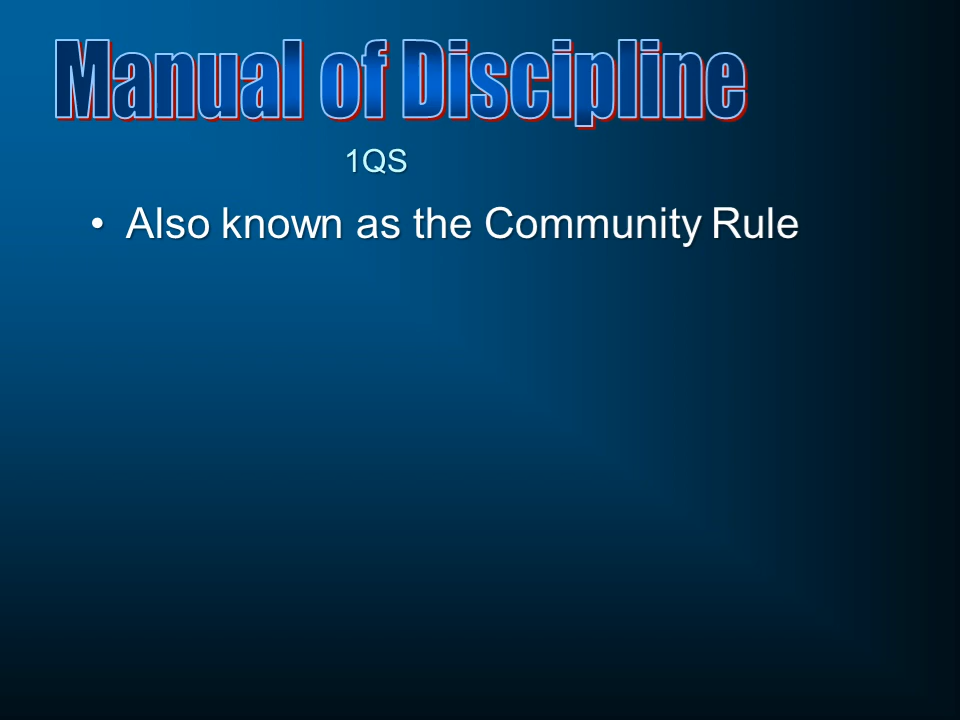 Manual of Discipline
1QS
• Also known as the Community Rule